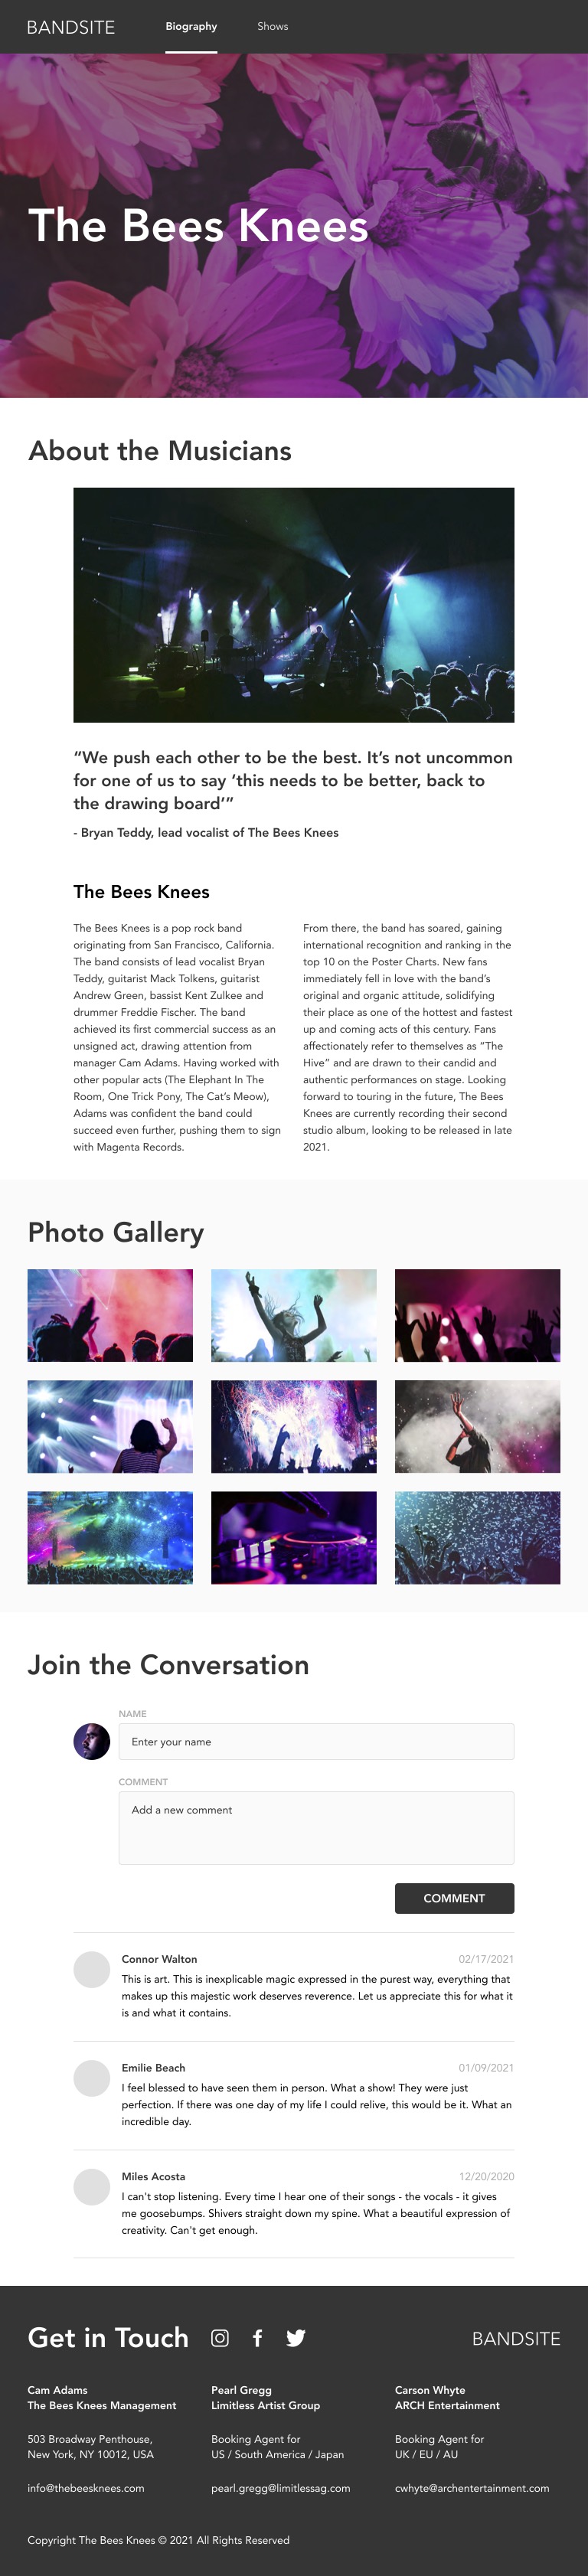 BANDSITE
Biography
Shows
The Bees Knees
About the Musicians
“We push each other to be the best. It’s not uncommon
for one of us to say ‘this needs to be better, back to
the drawing board’”
- Bryan Teddy, lead vocalist of The Bees Knees
The Bees Knees
The Bees Knees is a pop rock band
originating from San Francisco, California.
The band consists of lead vocalist Bryan
Teddy, guitarist Mack Tolkens, guitarist
Andrew Green, bassist Kent Zulkee and
drummer Freddie Fischer. The band
achieved its first commercial success as an
unsigned act, drawing attention from
manager Cam Adams. Having worked with
other popular acts (The Elephant In The
Room, One Trick Pony, The Cat’s Meow),
Adams was confident the band could
succeed even further, pushing them to sign
with Magenta Records.
From there, the band has soared, gaining
international recognition and ranking in the
top 10 on the Poster Charts. New fans
immediately fell in love with the band’s
original and organic attitude, solidifying
their place as one of the hottest and fastest
up and coming acts of this century. Fans
affectionately refer to themselves as “The
Hive” and are drawn to their candid and
authentic performances on stage. Looking
forward to touring in the future, The Bees
Knees are currently recording their second
studio album, looking to be released in late
2021.
Photo Gallery
Join the Conversation
NAME
Enter your name
COMMENT
Add a new comment
COMMENT
Connor Walton
02/17/2021
This is art. This is inexplicable magic expressed in the purest way, everything that
makes up this majestic work deserves reverence. Let us appreciate this for what it
is and what it contains.
Emilie Beach
01/09/2021
I feel blessed to have seen them in person. What a show! They were just
perfection. If there was one day of my life I could relive, this would be it. What an
incredible day.
Miles Acosta
12/20/2020
I can't stop listening. Every time I hear one of their songs - the vocals - it gives
me goosebumps. Shivers straight down my spine. What a beautiful expression of
creativity. Can't get enough.
Get in Touch
BANDSITE
Cam Adams
The Bees Knees Management
503 Broadway Penthouse,
New York, NY 10012, USA
info@thebeesknees.com
Pearl Gregg
Limitless Artist Group
Booking Agent for
US / South America / Japan
pearl.gregg@limitlessag.com
Carson Whyte
ARCH Entertainment
Booking Agent for
UK / EU / AU
cwhyte@archentertainment.com
Copyright The Bees Knees © 2021 All Rights Reserved